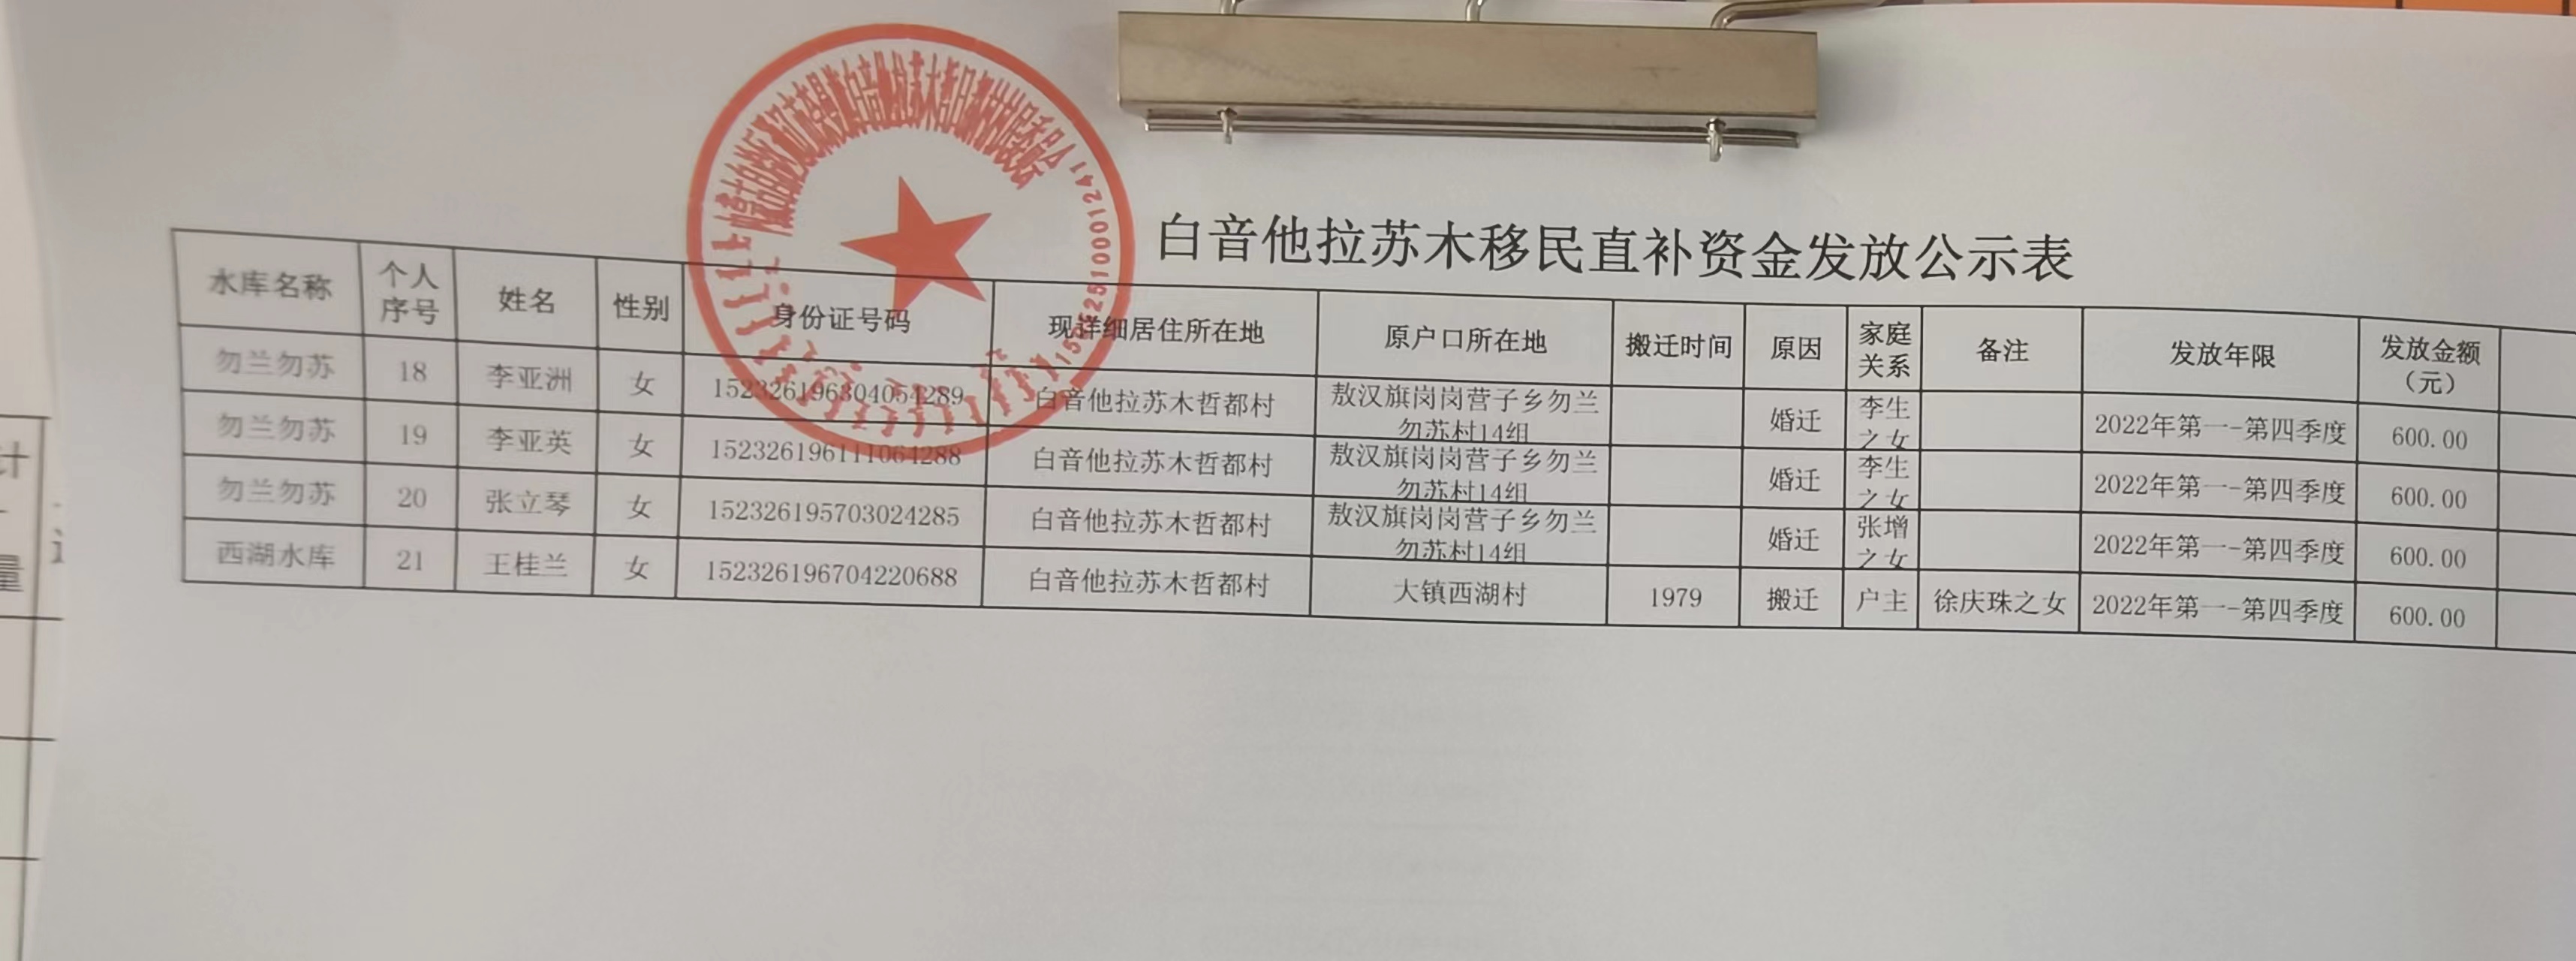 白音他拉苏木移民直补资金发放公示表
水库名称 个人序号 姓名 性别 身份证号码 现详细居住所在地 原户口所在地 搬迁时间 原因 家庭关系 备注 发放年限 发放金额（元）
勿兰勿苏 18 李亚洲 女 152326196304054289 白音他拉苏木哲都村 敖汉旗岗岗营子乡勿兰勿苏村14组 婚迁 李生之女 2022年第一-第四季度 600.00
勿兰勿苏 19 李亚英 女 152326196111064288 白音他拉苏木哲都村 敖汉旗岗岗营子乡勿兰勿苏村14组 婚迁 李生之女 2022年第一-第四季度 600.00
勿兰勿苏 20 张立琴 女 152326195703024285 白音他拉苏木哲都村 敖汉旗岗岗营子乡勿兰勿苏村14组 婚迁 张增之女 2022年第一-第四季度 600.00
西湖水库 21 王桂兰 女 152326196704220688 白音他拉苏木哲都村 大镇西湖村 1979 搬迁 户主 徐庆珠之女 2022年第一-第四季度 600.00
计
量